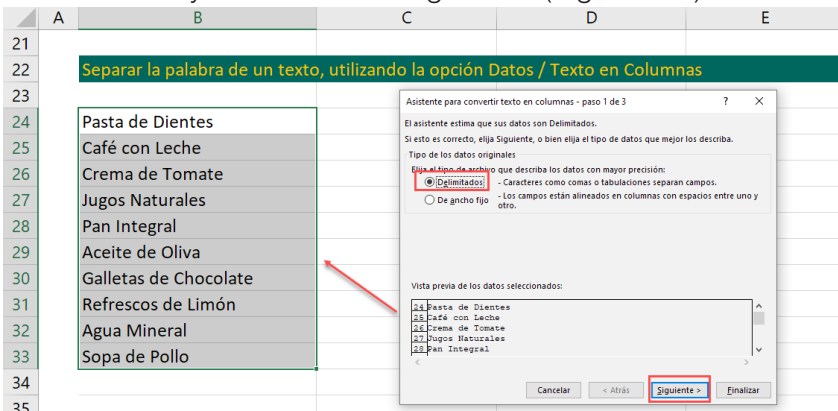 A B C D E
21
22 Separar la palabra de un texto, utilizando la opción Datos / Texto en Columnas
23
24 Pasta de Dientes
25 Café con Leche
26 Crema de Tomate
27 Jugos Naturales
28 Pan Integral
29 Aceite de Oliva
30 Galletas de Chocolate
31 Refrescos de Limón
32 Agua Mineral
33 Sopa de Pollo
34
35
Asistente para convertir texto en columnas - paso 1 de 3 ? ×
El asistente estima que sus datos son Delimitados.
Si esto es correcto, elija Siguiente, o bien elija el tipo de datos que mejor los describa.
Tipo de los datos originales
Elija el tipo de archivo que describa los datos con mayor precisión:
Delimitados - Caracteres como comas o tabulaciones separan campos.
De ancho fijo - Los campos están alineados en columnas con espacios entre uno y
otro.
Vista previa de los datos seleccionados:
24 Pasta de Dientes
25 Café con Leche
26 Crema de Tomate
27 Jugos Naturales
28 Pan Integral
Cancelar < Atrás Siguiente > Finalizar